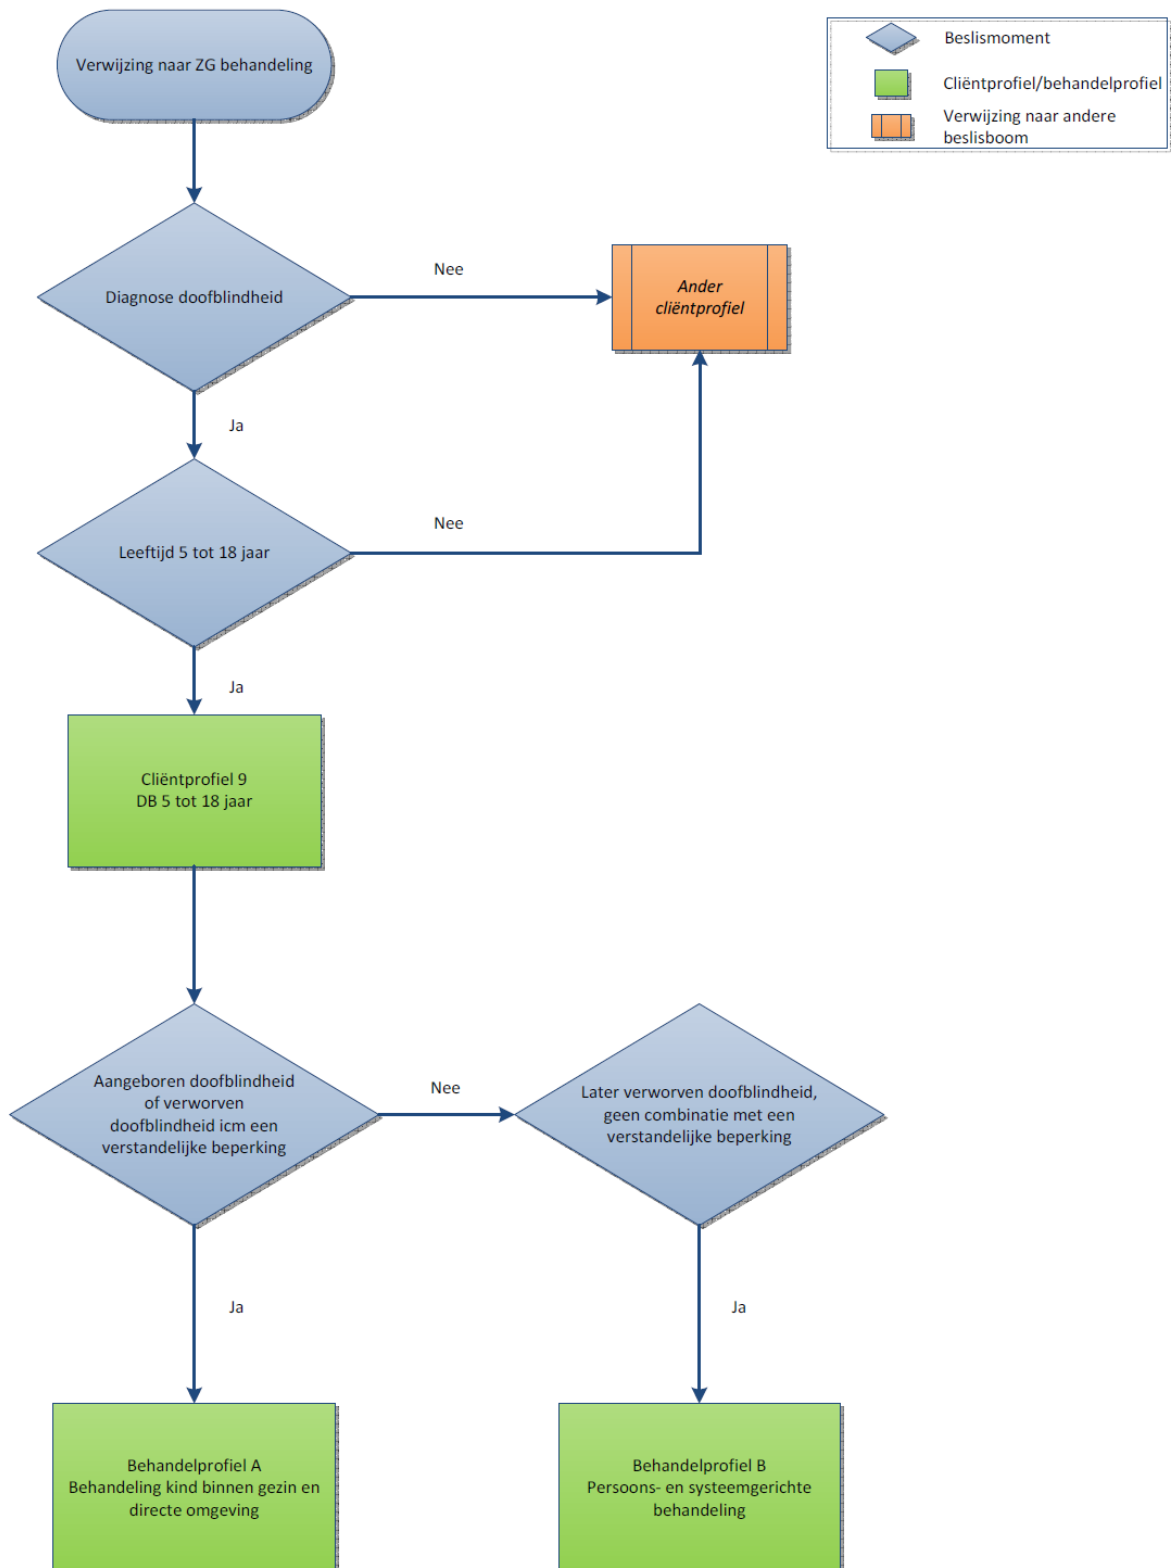 Verwijzing naar ZG behandeling
Beslismoment
Cliëntprofiel/behandelprofiel
Verwijzing naar andere
beslisboom
Diagnose doofblindheid
Nee
Ander
cliëntprofiel
Ja
Leeftijd 5 tot 18 jaar
Nee
Ja
Cliëntprofiel 9
DB 5 tot 18 jaar
Aangeboren doofblindheid
of verworven
doofblindheid icm een
verstandelijke beperking
Nee
Later verworven doofblindheid,
geen combinatie met een
verstandelijke beperking
Ja
Ja
Behandelprofiel A
Behandeling kind binnen gezin en
directe omgeving
Behandelprofiel B
Persoons- en systeemgerichte
behandeling